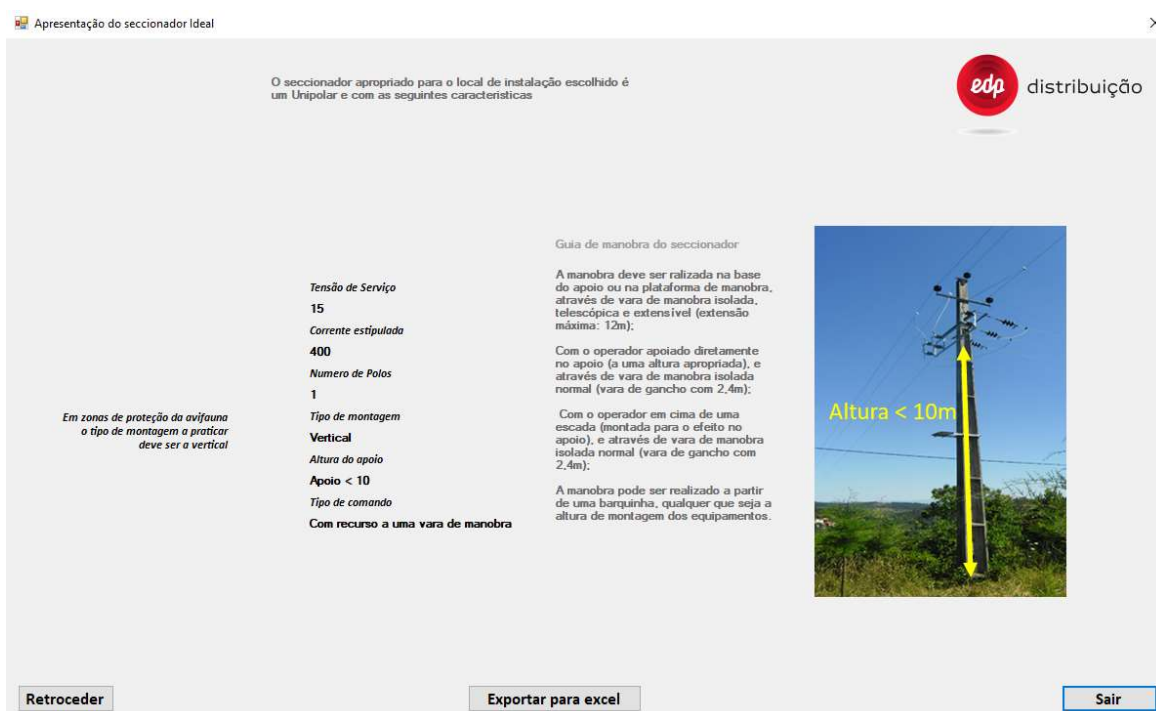 Apresentação do seccionador Ideal
O seccionador apropriado para o local de instalação escolhido é
um Unipolar e com as seguintes caracteristicas
edp distribuição
Em zonas de proteção da avifauna
o tipo de montagem a praticar
deve ser a vertical
Tensão de Serviço
15
Corrente estipulada
400
Numero de Polos
1
Tipo de montagem
Vertical
Altura do apoio
Apoio < 10
Tipo de comando
Com recurso a uma vara de manobra
Guia de manobra do seccionador
A manobra deve ser ralizada na base
do apoio ou na plataforma de manobra,
através de vara de manobra isolada,
telescópica e extensível (extensão
máxima: 12m);
Com o operador apoiado diretamente
no apoio (a uma altura apropriada), e
através de vara de manobra isolada
normal (vara de gancho com 2,4m);
Com o operador em cima de uma
escada (montada para o efeito no
apoio), e através de vara de manobra
isolada normal (vara de gancho com
2,4m);
A manobra pode ser realizado a partir
de uma barquinha, qualquer que seja a
altura de montagem dos equipamentos.
Altura < 10m
Retroceder
Exportar para excel
Sair